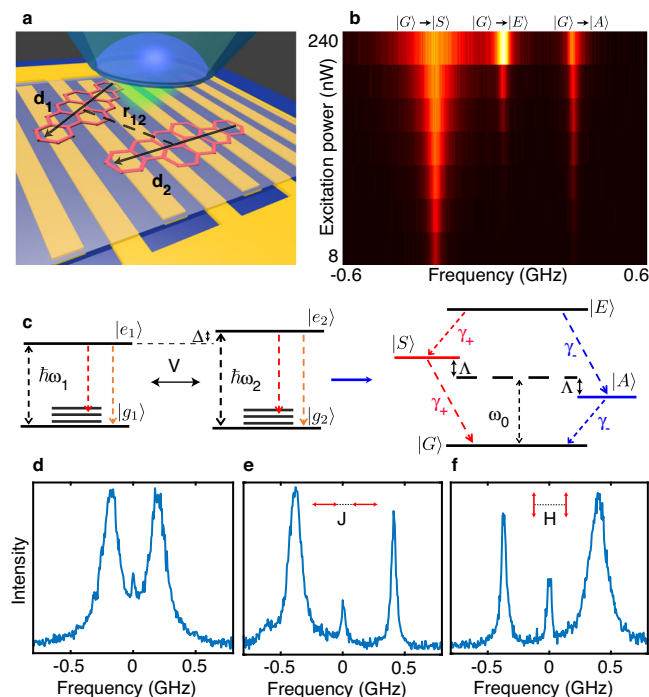 a
d1
r12
d2
b
|G⟩→|S⟩ |G⟩→|E⟩ |G⟩→|A⟩
240
Excitation power (nW)
8
-0.6 Frequency (GHz) 0.6
c
|e1⟩
Δ
|e2⟩
ħω1
V
ħω2
|g1⟩
|g2⟩
|E⟩
γ+
γ-
|S⟩
Λ
Λ
|A⟩
γ+
ω0
γ-
|G⟩
d
e
f
J
H
Intensity
-0.5 0 0.5
-0.5 0 0.5
-0.5 0 0.5
Frequency (GHz)
Frequency (GHz)
Frequency (GHz)